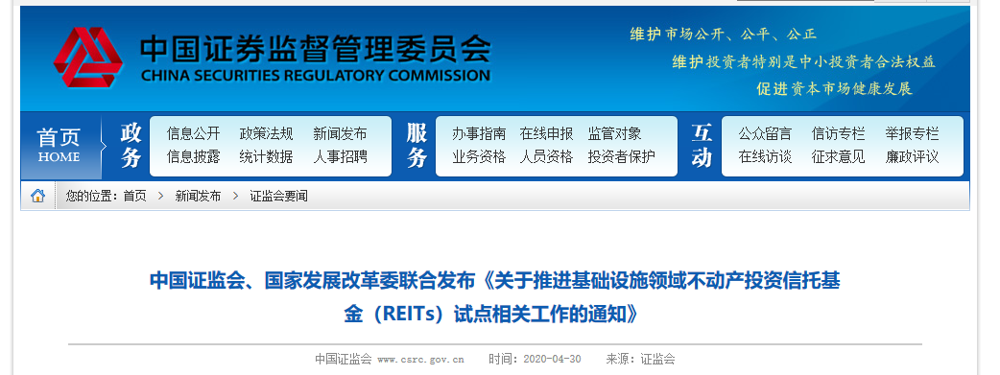 中国证券监督管理委员会
CHINA SECURITIES REGULATORY COMMISSION
维护市场公开、公平、公正
维护投资者特别是中小投资者合法权益
促进资本市场健康发展
首页
HOME
政务
信息公开 政策法规 新闻发布
信息披露 统计数据 人事招聘
服务
办事指南 在线申报 监管对象
业务资格 人员资格 投资者保护
互动
公众留言 信访专栏 举报专栏
在线访谈 征求意见 廉政评议
您的位置：首页 > 新闻发布 > 证监会要闻
中国证监会、国家发展改革委联合发布《关于推进基础设施领域不动产投资信托基
金（REITs）试点相关工作的通知》
中国证监会 www.csrc.gov.cn 时间：2020-04-30 来源：证监会